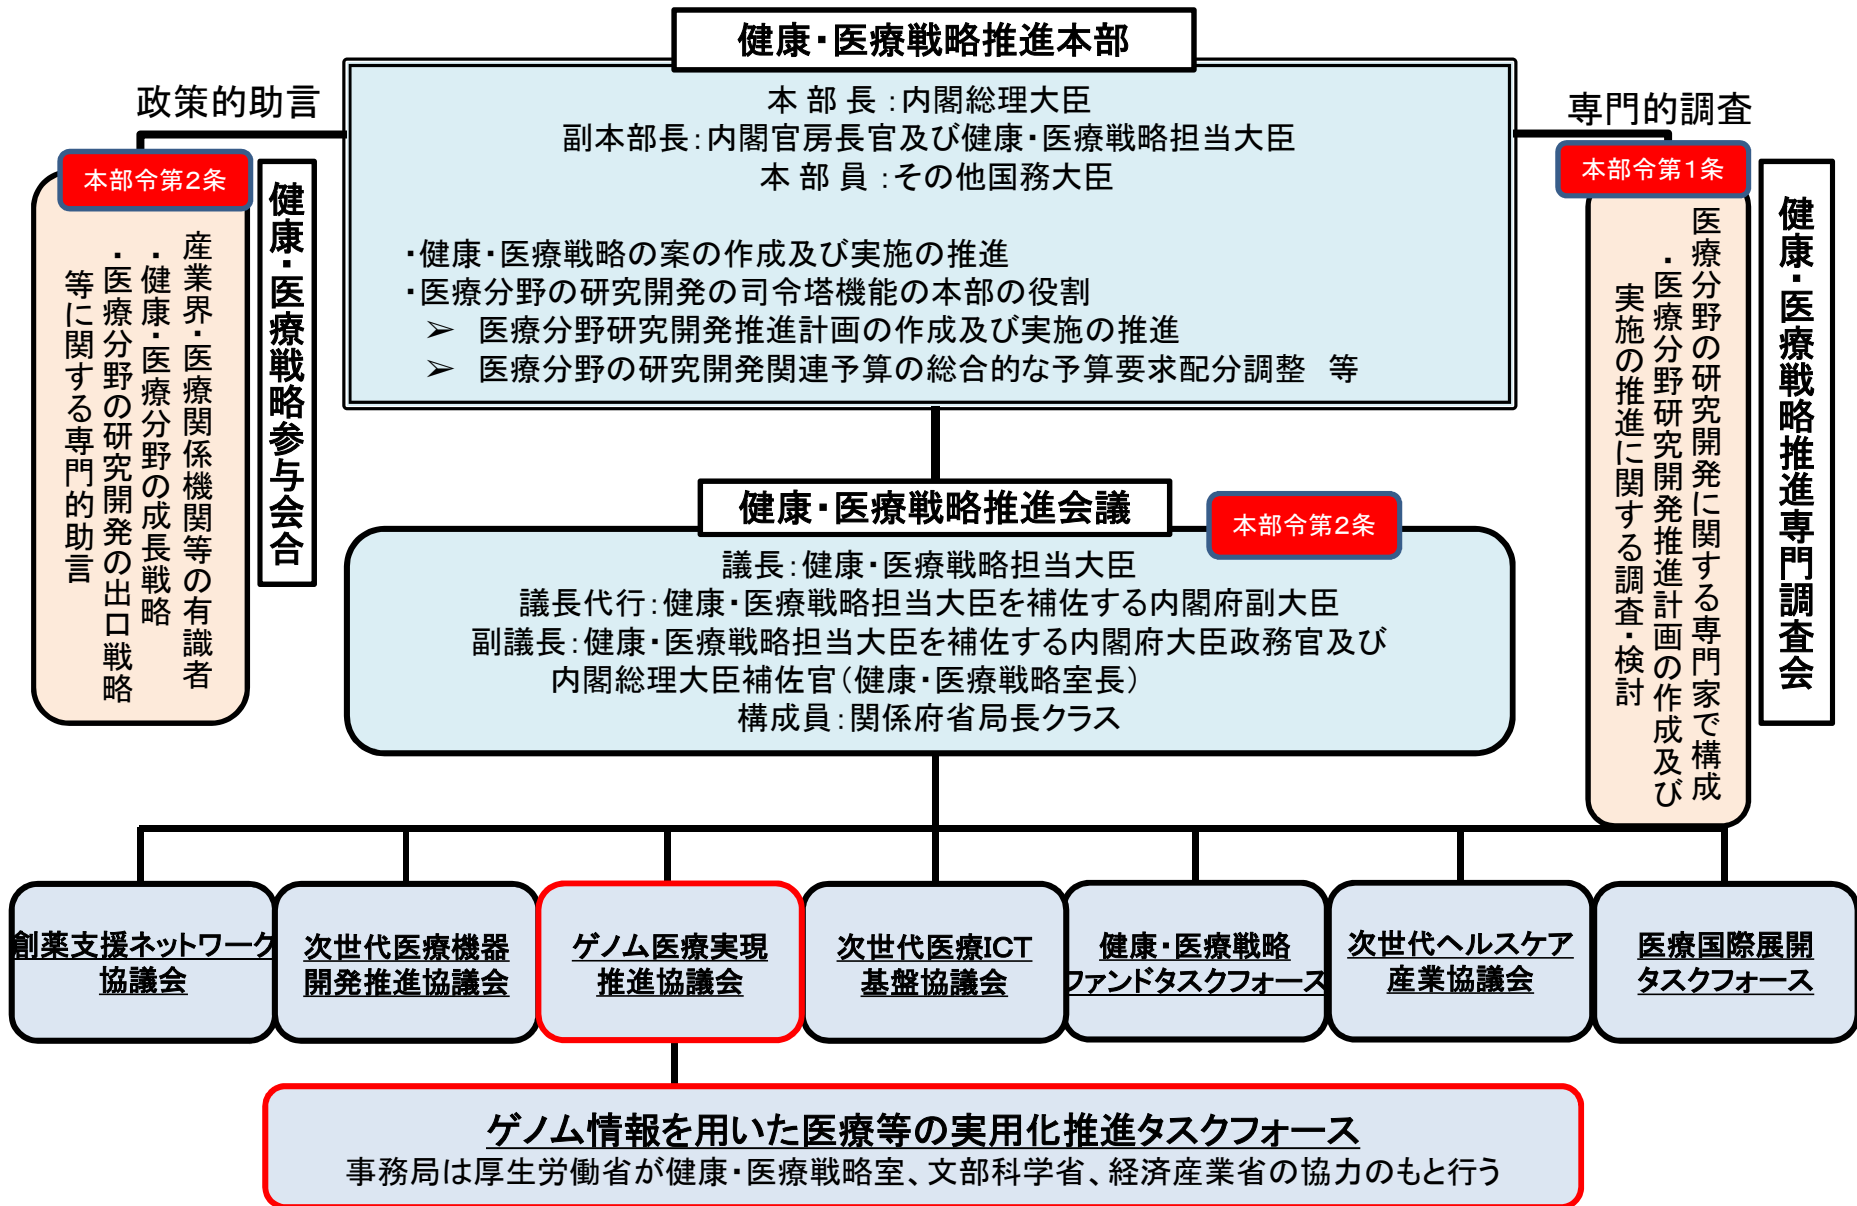 健康・医療戦略推進本部
本 部 長 ：内閣総理大臣
副本部長：内閣官房長官及び健康・医療戦略担当大臣
本 部 員 ：その他国務大臣
・健康・医療戦略の案の作成及び実施の推進
・医療分野の研究開発の司令塔機能の本部の役割
➢ 医療分野研究開発推進計画の作成及び実施の推進
➢ 医療分野の研究開発関連予算の総合的な予算要求配分調整　等
政策的助言
本部令第２条
健康・医療戦略参与会合
産業界・医療関係機関等の有識者
・健康・医療分野の成長戦略
・医療分野の研究開発の出口戦略
等に関する専門的助言
専門的調査
本部令第１条
健康・医療戦略推進専門調査会
医療分野の研究開発に関する専門家で構成
・医療分野研究開発推進計画の作成及び
実施の推進に関する調査・検討
健康・医療戦略推進会議
本部令第２条
議長：健康・医療戦略担当大臣
議長代行：健康・医療戦略担当大臣を補佐する内閣府副大臣
副議長：健康・医療戦略担当大臣を補佐する内閣府大臣政務官及び
内閣総理大臣補佐官（健康・医療戦略室長）
構成員：関係府省局長クラス
創薬支援ネットワーク
協議会
次世代医療機器
開発推進協議会
ゲノム医療実現
推進協議会
次世代医療ICT
基盤協議会
健康・医療戦略
ファンドタスクフォース
次世代ヘルスケア
産業協議会
医療国際展開
タスクフォース
ゲノム情報を用いた医療等の実用化推進タスクフォース
事務局は厚生労働省が健康・医療戦略室、文部科学省、経済産業省の協力のもと行う